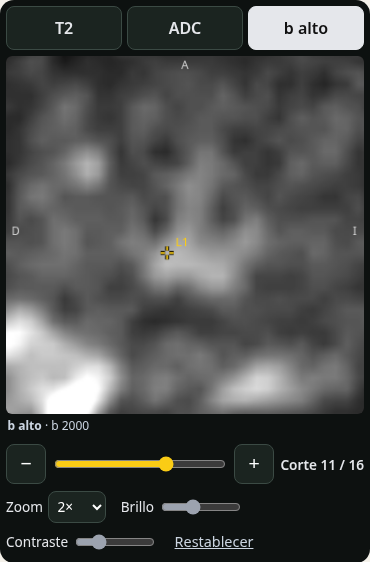 T2 ADC b alto
A
L1
D I
b alto · b 2000
− + Corte 11 / 16
Zoom 2× Brillo
Contraste Restablecer